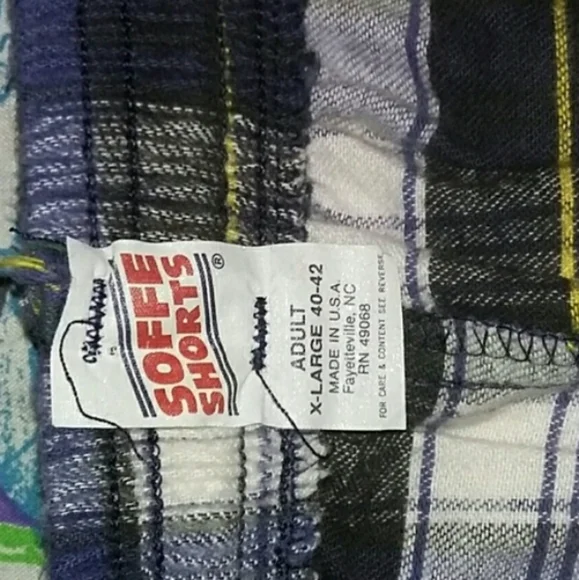 SOFFE
SHORTS®
ADULT
X-LARGE 40-42
MADE IN U.S.A.
Fayetteville, NC
RN 49068
FOR CARE & CONTENT SEE REVERSE